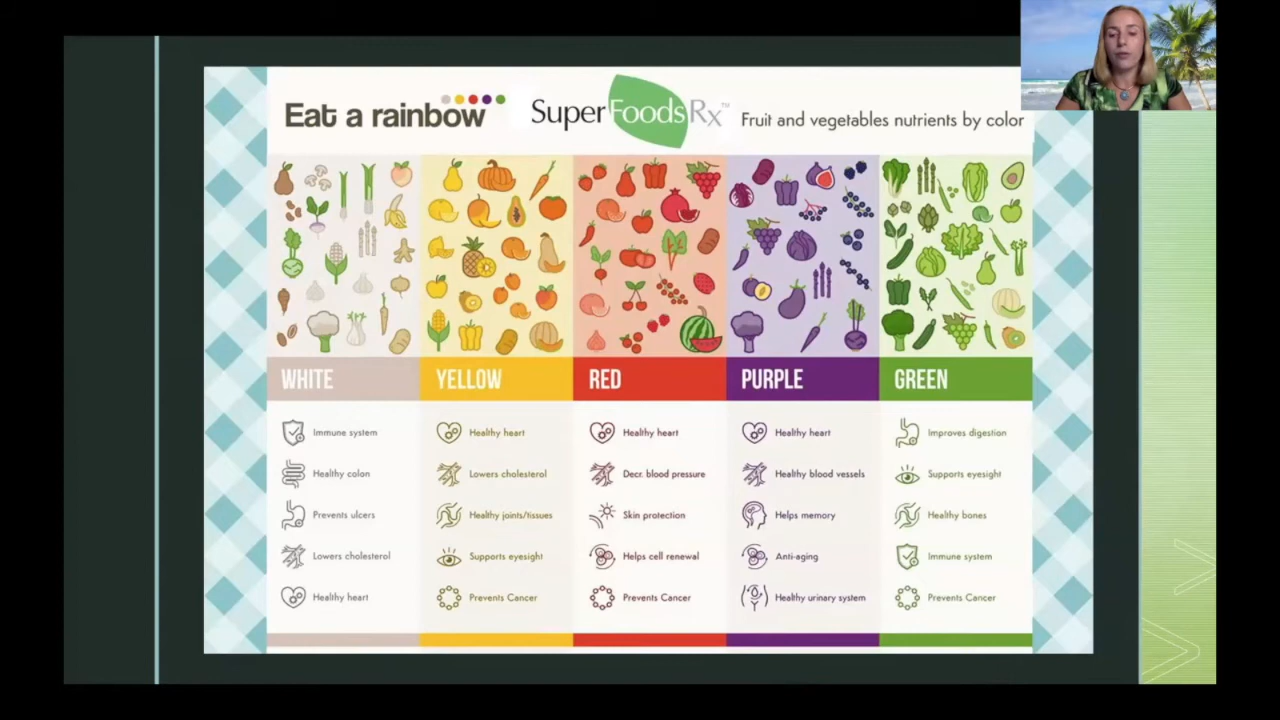 Eat a rainbow
SuperFoodsRx™
Fruit and vegetables nutrients by color
WHITE
Immune system
Healthy colon
Prevents ulcers
Lowers cholesterol
Healthy heart
YELLOW
Healthy heart
Lowers cholesterol
Healthy joints/tissues
Supports eyesight
Prevents Cancer
RED
Healthy heart
Decr. blood pressure
Skin protection
Helps cell renewal
Prevents Cancer
PURPLE
Healthy heart
Healthy blood vessels
Helps memory
Anti-aging
Healthy urinary system
GREEN
Improves digestion
Supports eyesight
Healthy bones
Immune system
Prevents Cancer